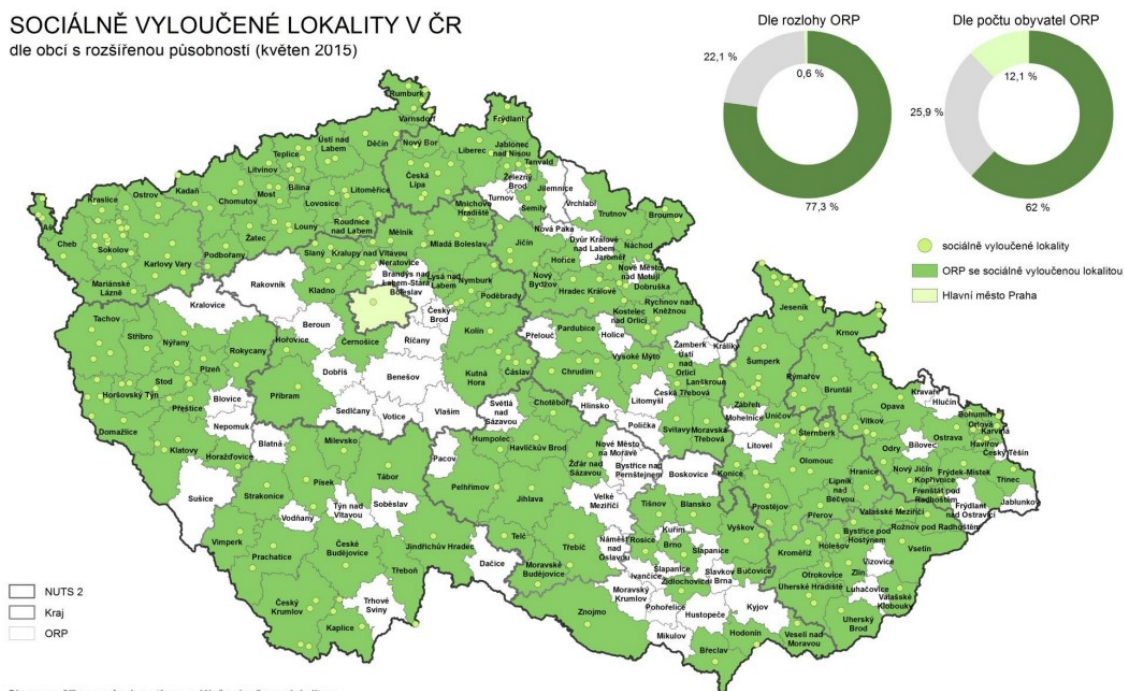 SOCIÁLNĚ VYLOUČENÉ LOKALITY V ČR
dle obcí s rozšířenou působností (květen 2015)
Dle rozlohy ORP
22,1 %
0,6 %
77,3 %
Dle počtu obyvatel ORP
12,1 %
25,9 %
62 %
sociálně vyloučené lokality
ORP se sociálně vyloučenou lokalitou
Hlavní město Praha
Rumburk
Varnsdorf
Frýdlant
Ústí nad
Labem
Děčín
Nový Bor
Liberec
Jablonec
nad Nisou
Tanvald
Teplice
Litvínov
Most
Bílina
Česká
Lípa
Železný
Brod
Jilemnice
Vrchlabí
Turnov
Semily
Trutnov
Broumov
Kraslice
Ostrov
Kadaň
Chomutov
Lovosice
Litoměřice
Mnichovo
Hradiště
Roudnice
nad Labem
Nová Paka
Dvůr Králové
nad Labem
Náchod
Aš
Cheb
Sokolov
Karlovy Vary
Podbořany
Žatec
Louny
Mělník
Mladá Boleslav
Jičín
Hořice
Jaroměř
Nové Město
nad Metují
Dobruška
Mariánské
Lázně
Slaný
Kralupy nad Vltavou
Neratovice
Brandýs nad
Labem-Stará
Boleslav
Lysá nad
Labem
Nymburk
Nový
Bydžov
Hradec Králové
Rychnov nad
Kněžnou
Kladno
Rakovník
Poděbrady
Kostelec
nad Orlicí
Jeseník
Krnov
Kralovice
Tachov
Stříbro
Nýřany
Rokycany
Beroun
Hořovice
Černošice
Český
Brod
Říčany
Kolín
Přelouč
Pardubice
Holice
Žamberk
Králíky
Ústí
nad
Orlicí
Vysoké Mýto
Lanškroun
Šumperk
Rýmařov
Bruntál
Plzeň
Stod
Dobříš
Benešov
Kutná
Hora
Čáslav
Chrudim
Česká Třebová
Litomyšl
Horšovský Týn
Přeštice
Blovice
Příbram
Sedlčany
Votice
Vlašim
Světlá
nad
Sázavou
Chotěboř
Hlinsko
Polička
Svitavy
Moravská
Třebová
Zábřeh
Mohelnice
Uničov
Šternberk
Opava
Vítkov
Kravaře
Hlučín
Bohumín
Orlová
Karviná
Havířov
Český Těšín
Ostrava
Bílovec
Domažlice
Nepomuk
Klatovy
Horažďovice
Blatná
Milevsko
Humpolec
Havlíčkův Brod
Nové Město
na Moravě
Žďár nad
Sázavou
Bystřice nad
Pernštejnem
Boskovice
Konice
Litovel
Olomouc
Odry
Nový Jičín
Kopřivnice
Frýdek-Místek
Třinec
Hranice
Lipník
nad
Bečvou
Frenštát pod
Radhoštěm
Frýdlant
nad Ostravicí
Jablunko
Sušice
Strakonice
Písek
Tábor
Pacov
Pelhřimov
Jihlava
Velké
Meziříčí
Tišnov
Blansko
Prostějov
Přerov
Valašské Meziříčí
Rožnov pod Radhoštěm
Bystřice pod
Hostýnem
Vodňany
Týn nad
Vltavou
Soběslav
Vimperk
Prachatice
České
Budějovice
Jindřichův Hradec
Telč
Třebíč
Náměšť
nad
Oslavou
Rosice
Kuřim
Brno
Šlapanice
Vyškov
Kroměříž
Holešov
Vsetín
Třeboň
Dačice
Moravské
Budějovice
Ivančice
Šlapanice
Židlochovice
Slavkov
u Brna
Bučovice
Otrokovice
Zlín
Vizovice
Uherské Hradiště
Luhačovice
Valašské
Klobouky
Český
Krumlov
Kaplice
Trhové
Sviny
Znojmo
Moravský
Krumlov
Pohořelice
Hustopeče
Kyjov
Uherský
Brod
Mikulov
Břeclav
Hodonín
Veselí nad
Moravou
NUTS 2
Kraj
ORP